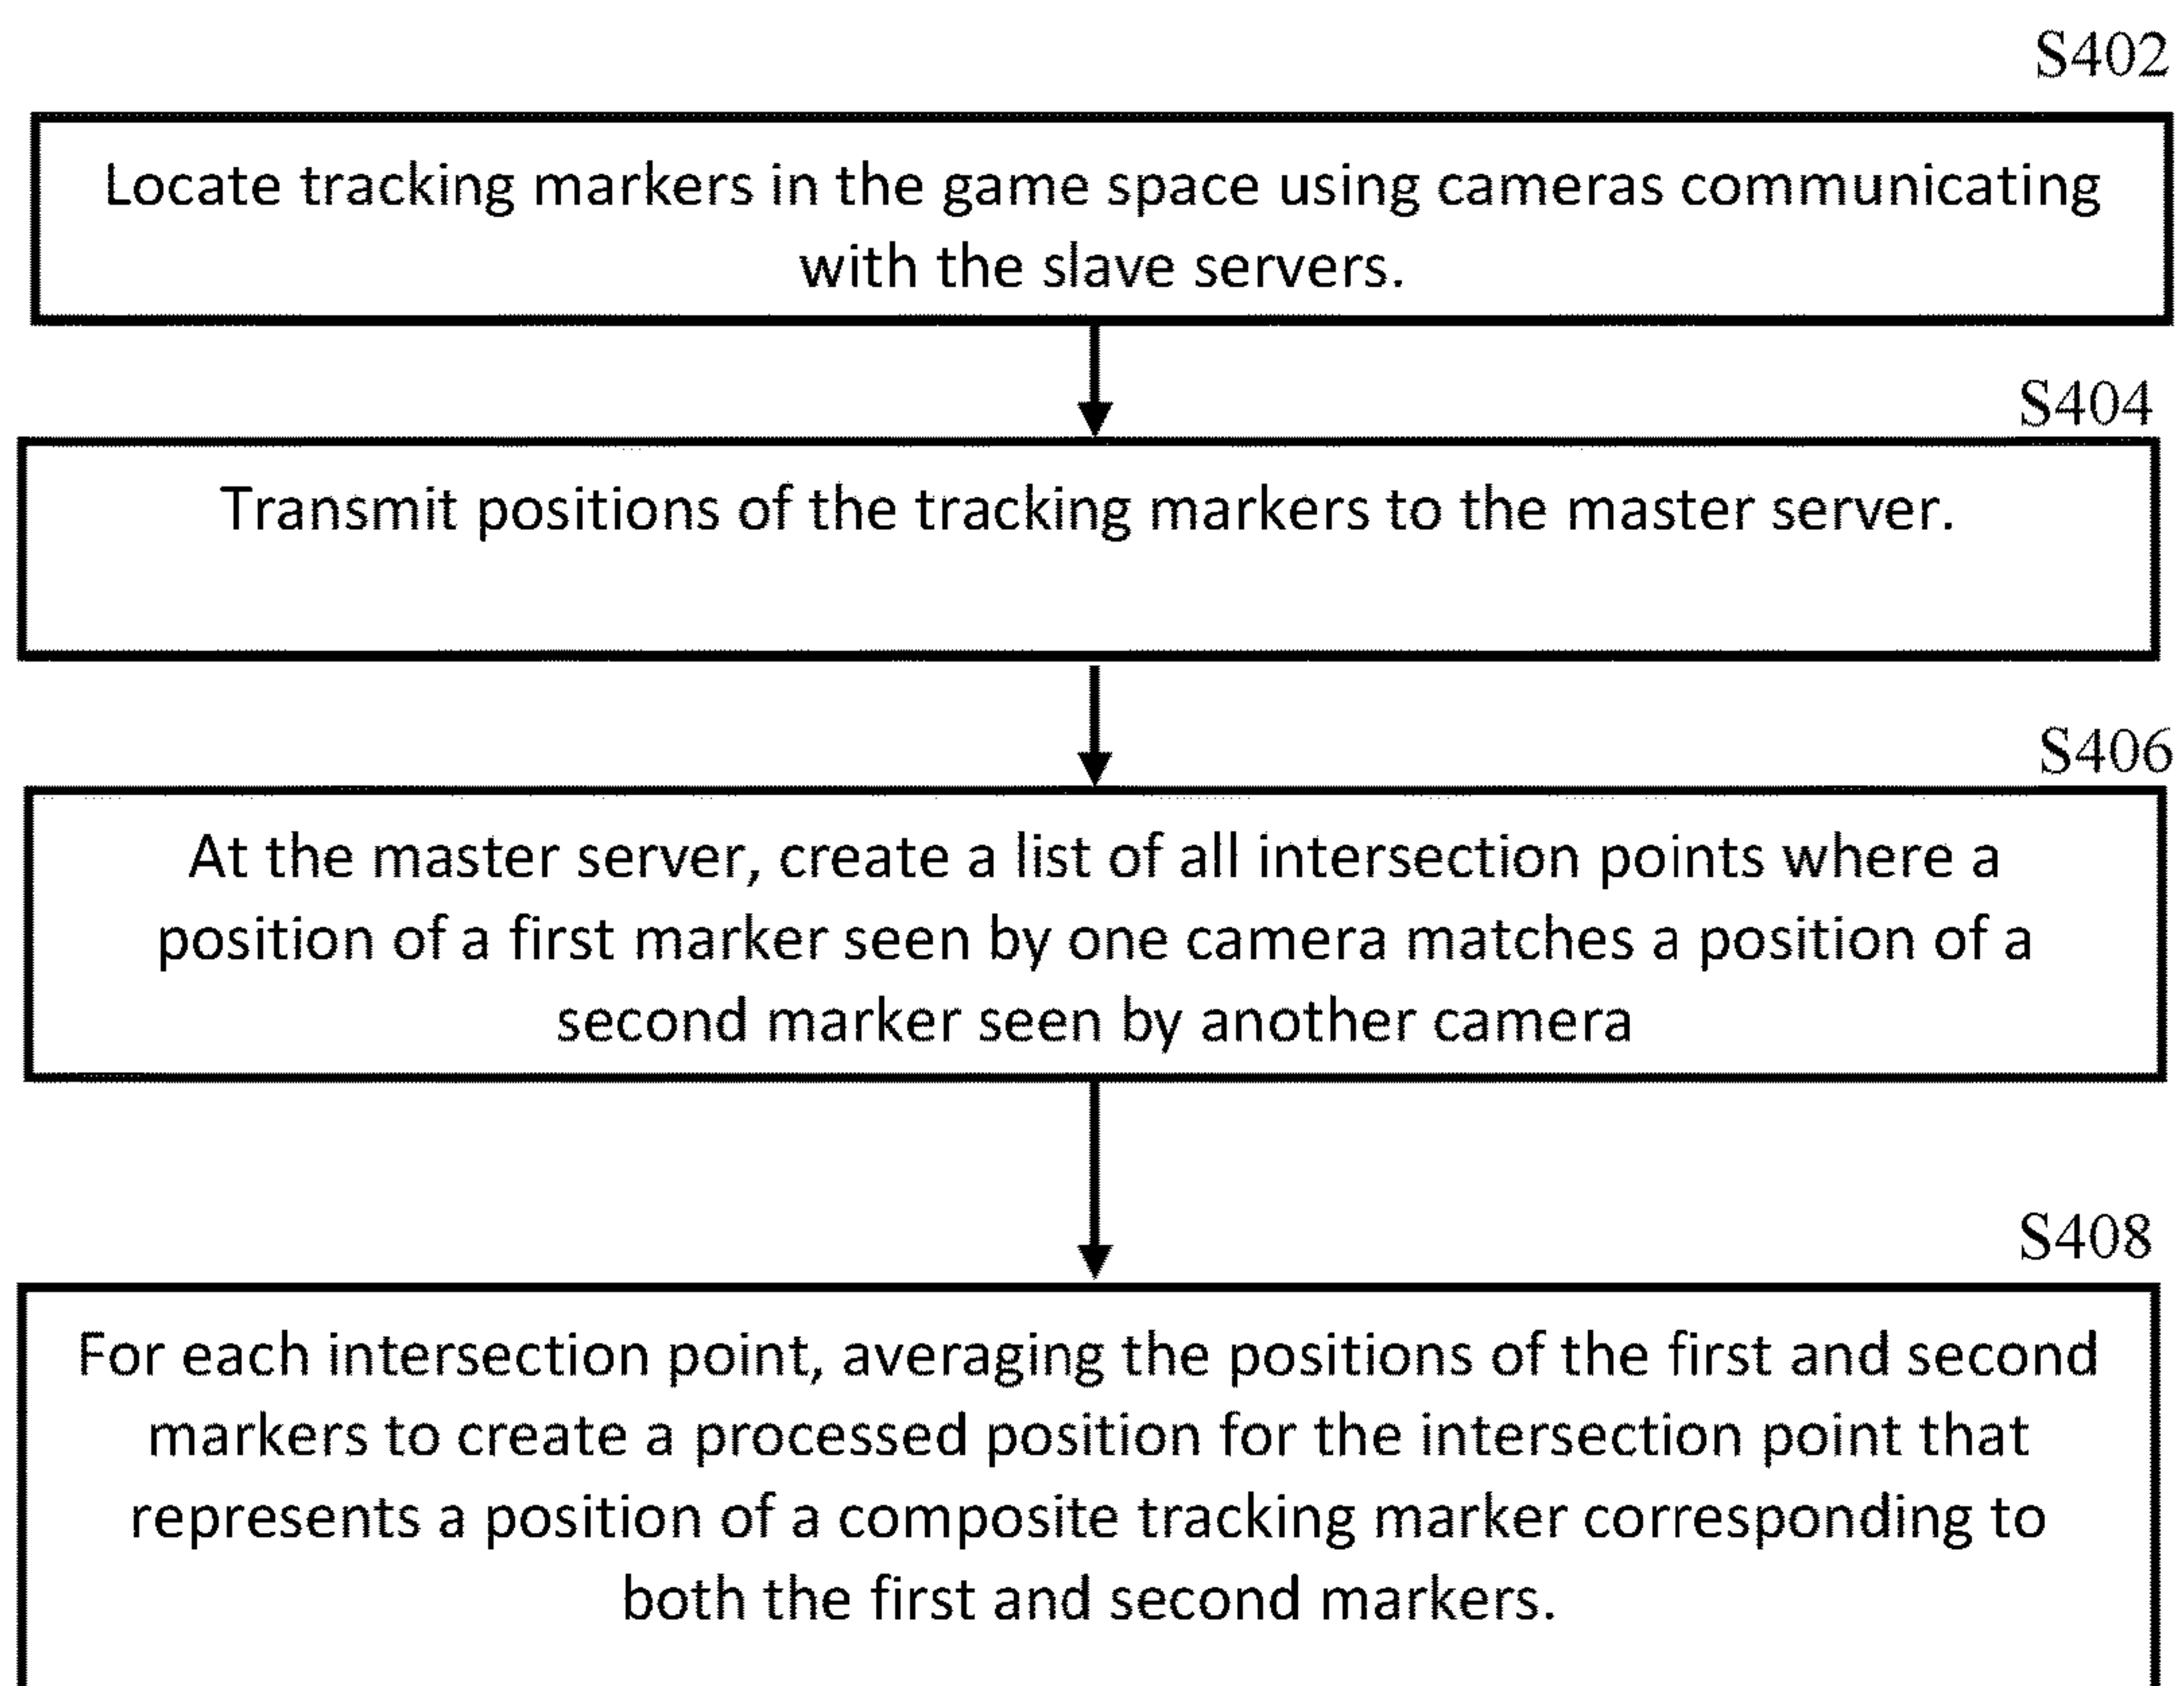 S402
Locate tracking markers in the game space using cameras communicating
with the slave servers.
S404
Transmit positions of the tracking markers to the master server.
S406
At the master server, create a list of all intersection points where a
position of a first marker seen by one camera matches a position of a
second marker seen by another camera
S408
For each intersection point, averaging the positions of the first and second
markers to create a processed position for the intersection point that
represents a position of a composite tracking marker corresponding to
both the first and second markers.